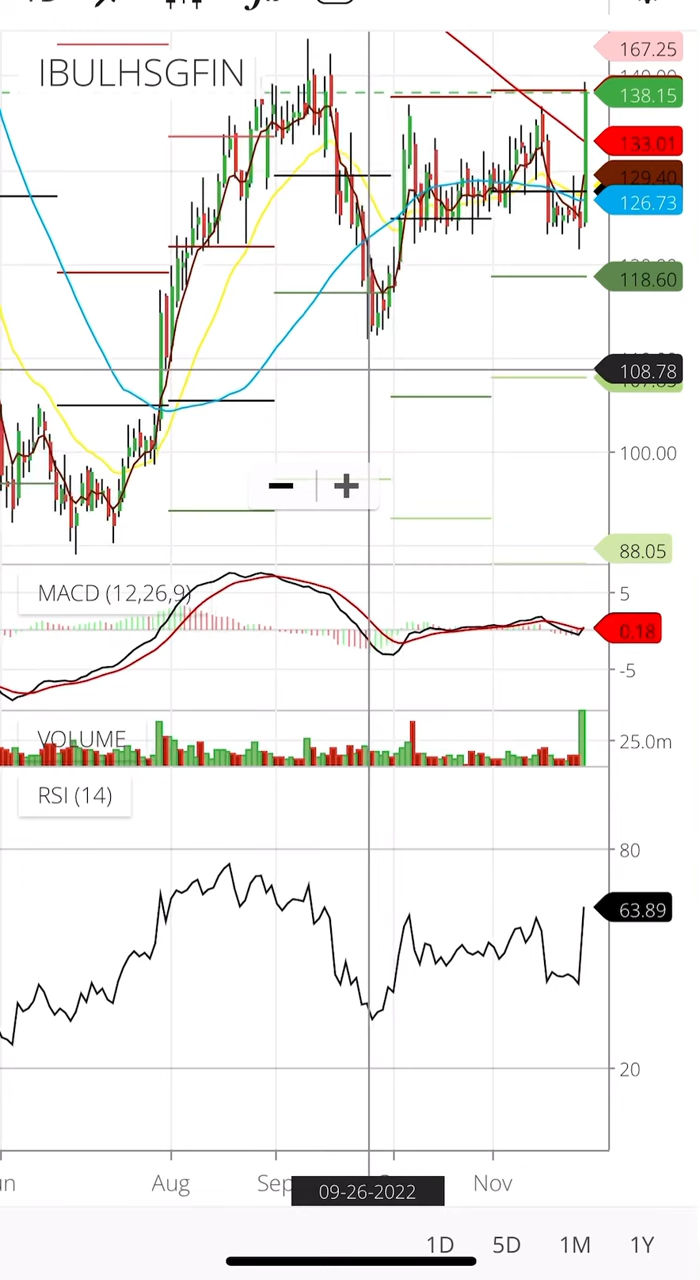 167.25
IBULHSGFIN
138.15
133.01
129.40
126.73
118.60
108.78
100.00
88.05
MACD (12,26,9)
5
0.18
-5
VOLUME
25.0m
RSI (14)
80
63.89
20
Aug
Sep
09-26-2022
Nov
1D
5D
1M
1Y